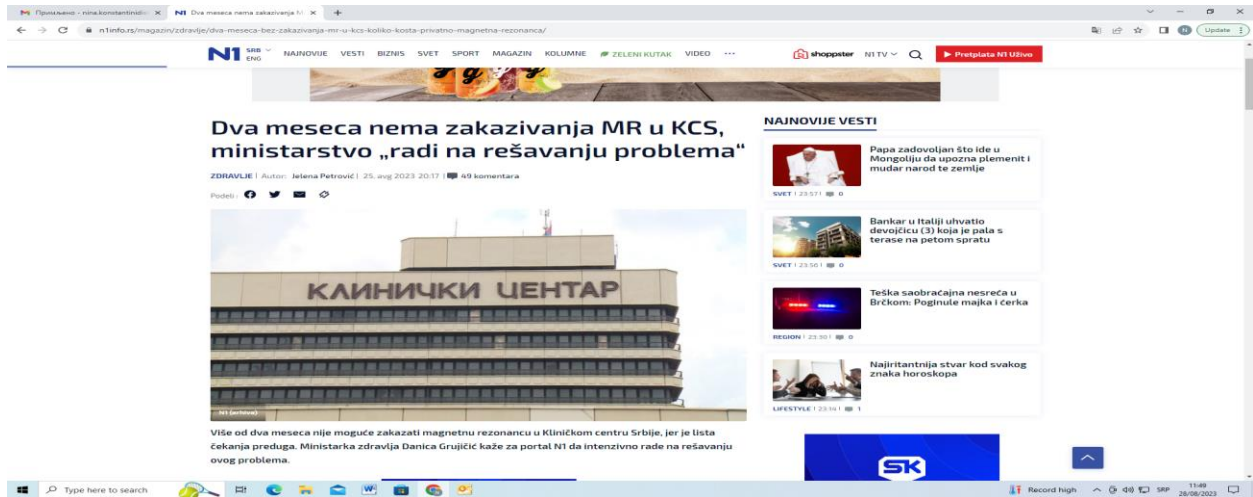 Примљено - nina.konstantinidi
N1 Dva meseca nema zakazivanja M
n1info.rs/magazin/zdravlje/dva-meseca-bez-zakazivanja-mr-u-kcs-koliko-kosta-privatno-magnetna-rezonanca/
N
Update
N1 SRB
ENG
NAJNOVIJE VESTI BIZNIS SVET SPORT MAGAZIN KOLUMNE ZELENI KUTAK VIDEO
shoppster N1 TV Pretplata N1 Uživo
Dva meseca nema zakazivanja MR u KCS,
ministarstvo „radi na rešavanju problema“
ZDRAVLJE | Autor: Jelena Petrović | 25. avg 2023 20:17 | 49 komentara
Podeli:
КЛИНИЧКИ ЦЕНТАР
N1 (arhiva)
Više od dva meseca nije moguće zakazati magnetnu rezonancu u Kliničkom centru Srbije, jer je lista
čekanja preduga. Ministarka zdravlja Danica Grujičić kaže za portal N1 da intenzivno rade na rešavanju
ovog problema.
NAJNOVIJE VESTI
Papa zadovoljan što ide u
Mongoliju da upozna plemenit i
mudar narod te zemlje
SVET | 23:57 | 0
Bankar u Italiji uhvatio
devojčicu (3) koja je pala s
terase na petom spratu
SVET | 23:56 | 0
Teška saobraćajna nesreća u
Brčkom: Poginule majka i ćerka
REGION | 23:30 | 0
Najiritantnija stvar kod svakog
znaka horoskopa
LIFESTYLE | 23:14 | 1
SK
Type here to search
Record high
SRP
11:49
28/08/2023